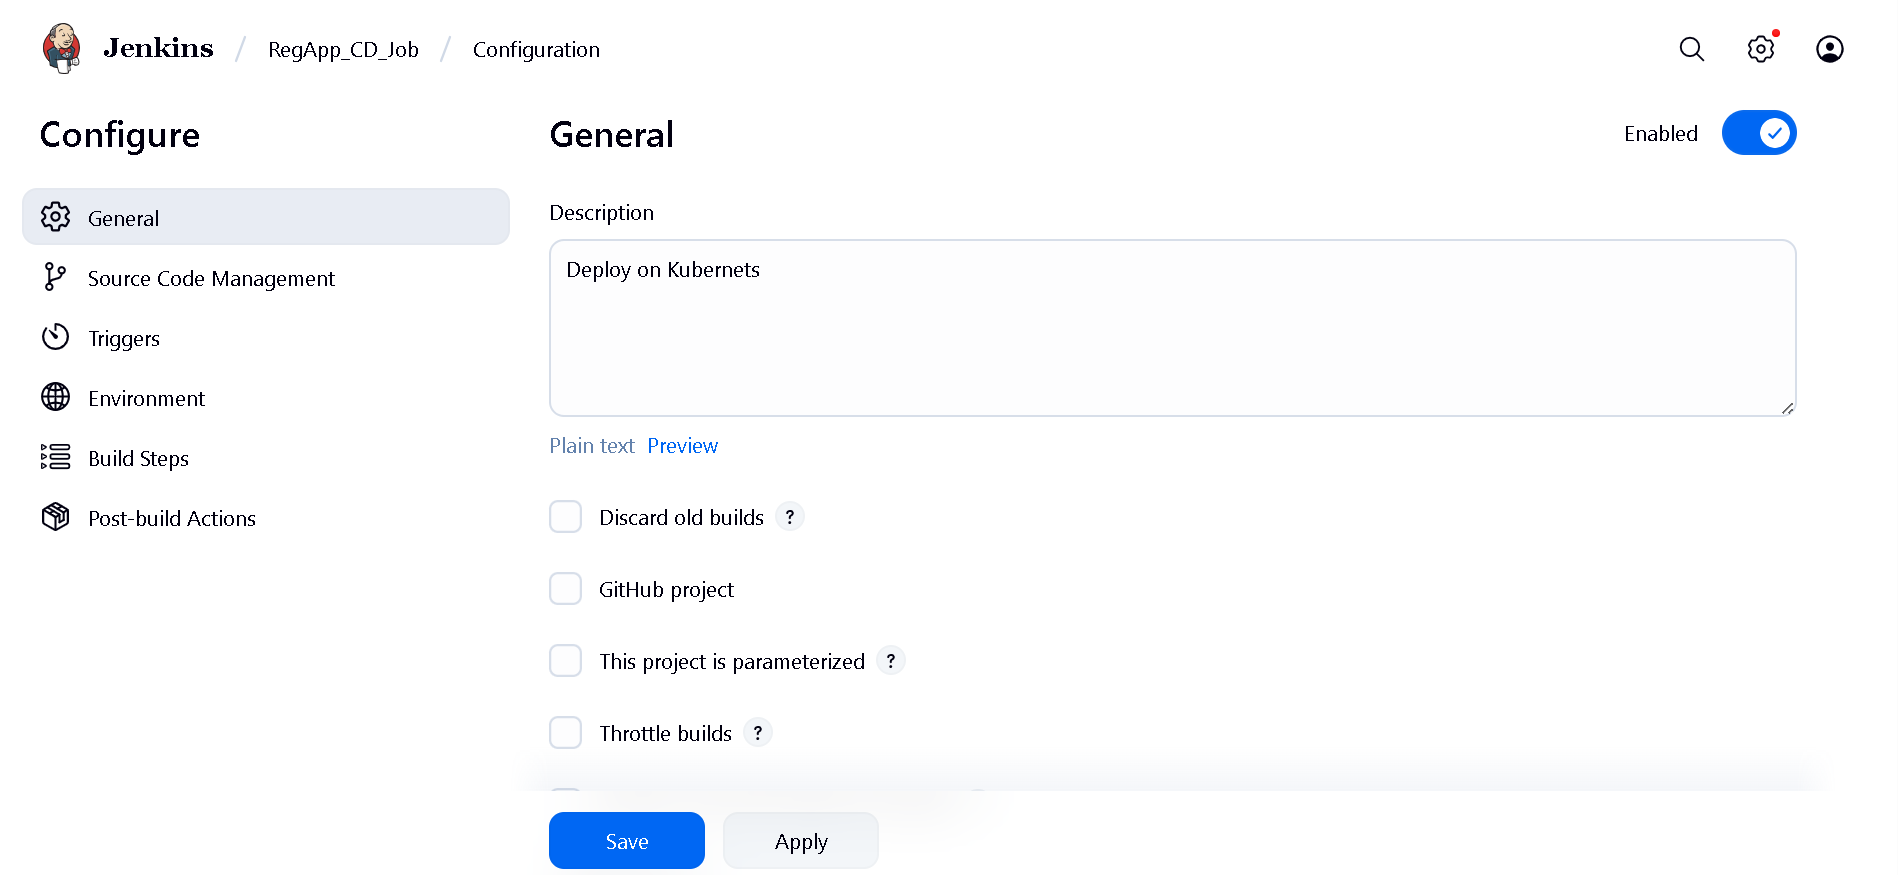 Jenkins / RegApp_CD_Job / Configuration
Configure
General
Source Code Management
Triggers
Environment
Build Steps
Post-build Actions
General
Enabled
Description
Deploy on Kubernets
Plain text Preview
Discard old builds ?
GitHub project
This project is parameterized ?
Throttle builds ?
Save Apply